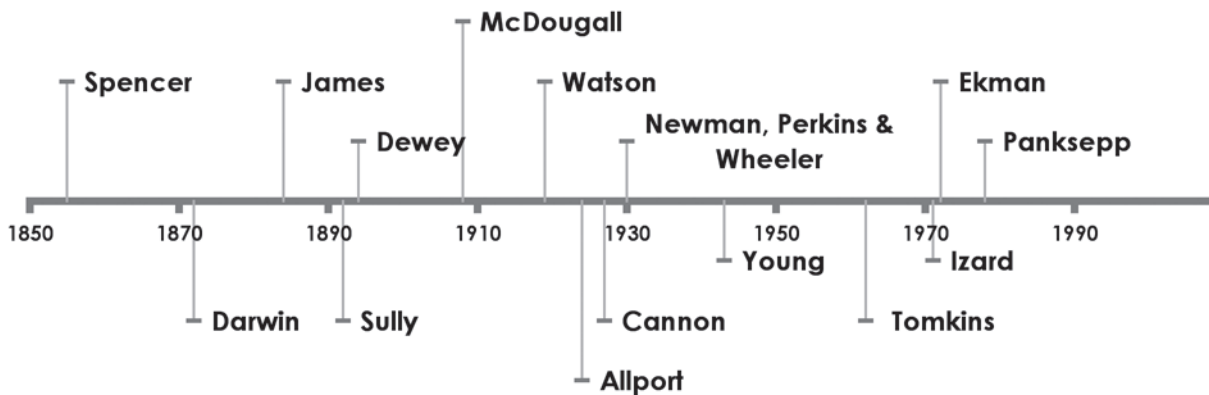 McDougall
Spencer
James
Watson
Ekman
Dewey
Newman, Perkins &
Wheeler
Panksepp
1850
1870
1890
1910
1930
1950
1970
1990
Young
Izard
Darwin
Sully
Cannon
Tomkins
Allport